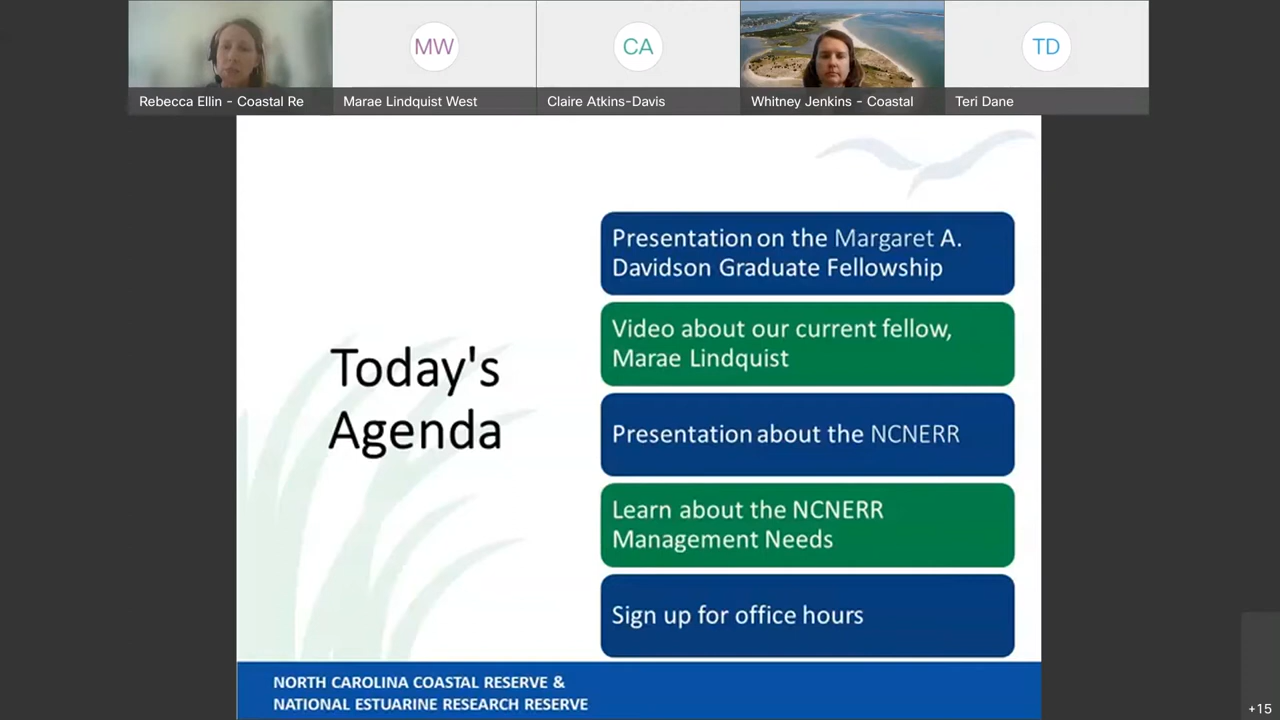 MW
CA
TD
Rebecca Ellin - Coastal Re
Marae Lindquist West
Claire Atkins-Davis
Whitney Jenkins - Coastal
Teri Dane
Today's
Agenda
Presentation on the Margaret A.
Davidson Graduate Fellowship
Video about our current fellow,
Marae Lindquist
Presentation about the NCNERR
Learn about the NCNERR
Management Needs
Sign up for office hours
NORTH CAROLINA COASTAL RESERVE &
NATIONAL ESTUARINE RESEARCH RESERVE
+15